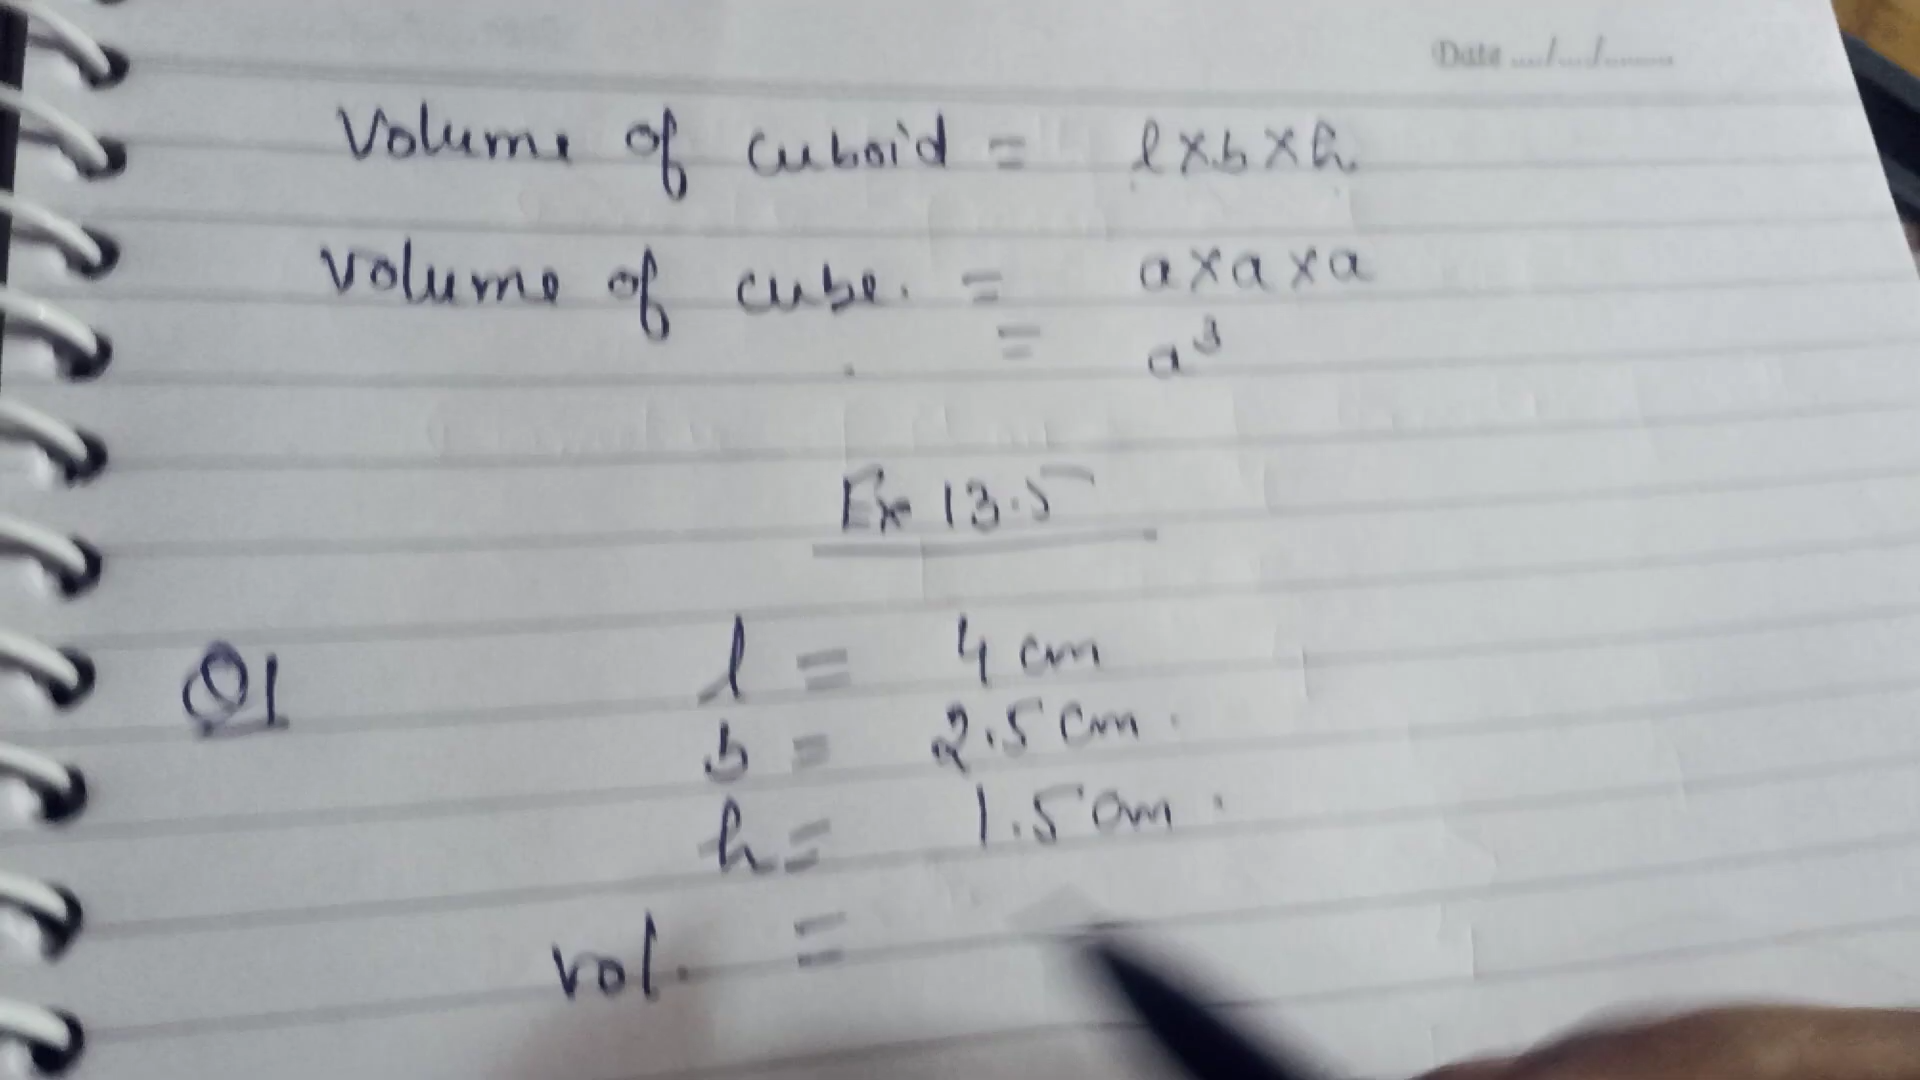 Date ..../..../........
Volume of cuboid = l×b×h
Volume of cube. = a×a×a
= a³
Ex 13.5
Q1 l = 4 cm
b = 2.5 cm.
h = 1.5 cm.
vol. =